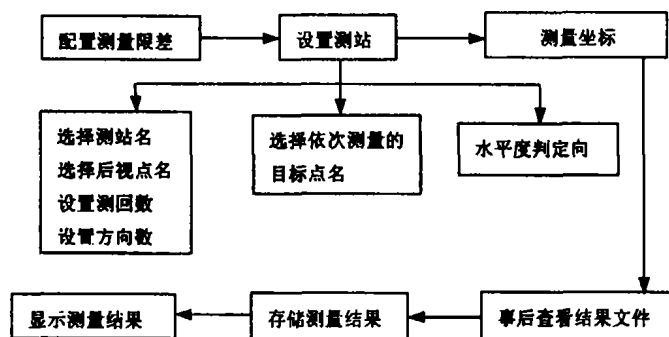 配置测量限差
设置测站
测量坐标
选择测站名
选择后视点名
设置测回数
设置方向数
选择依次测量的
目标点名
水平度判定向
显示测量结果
存储测量结果
事后查看结果文件